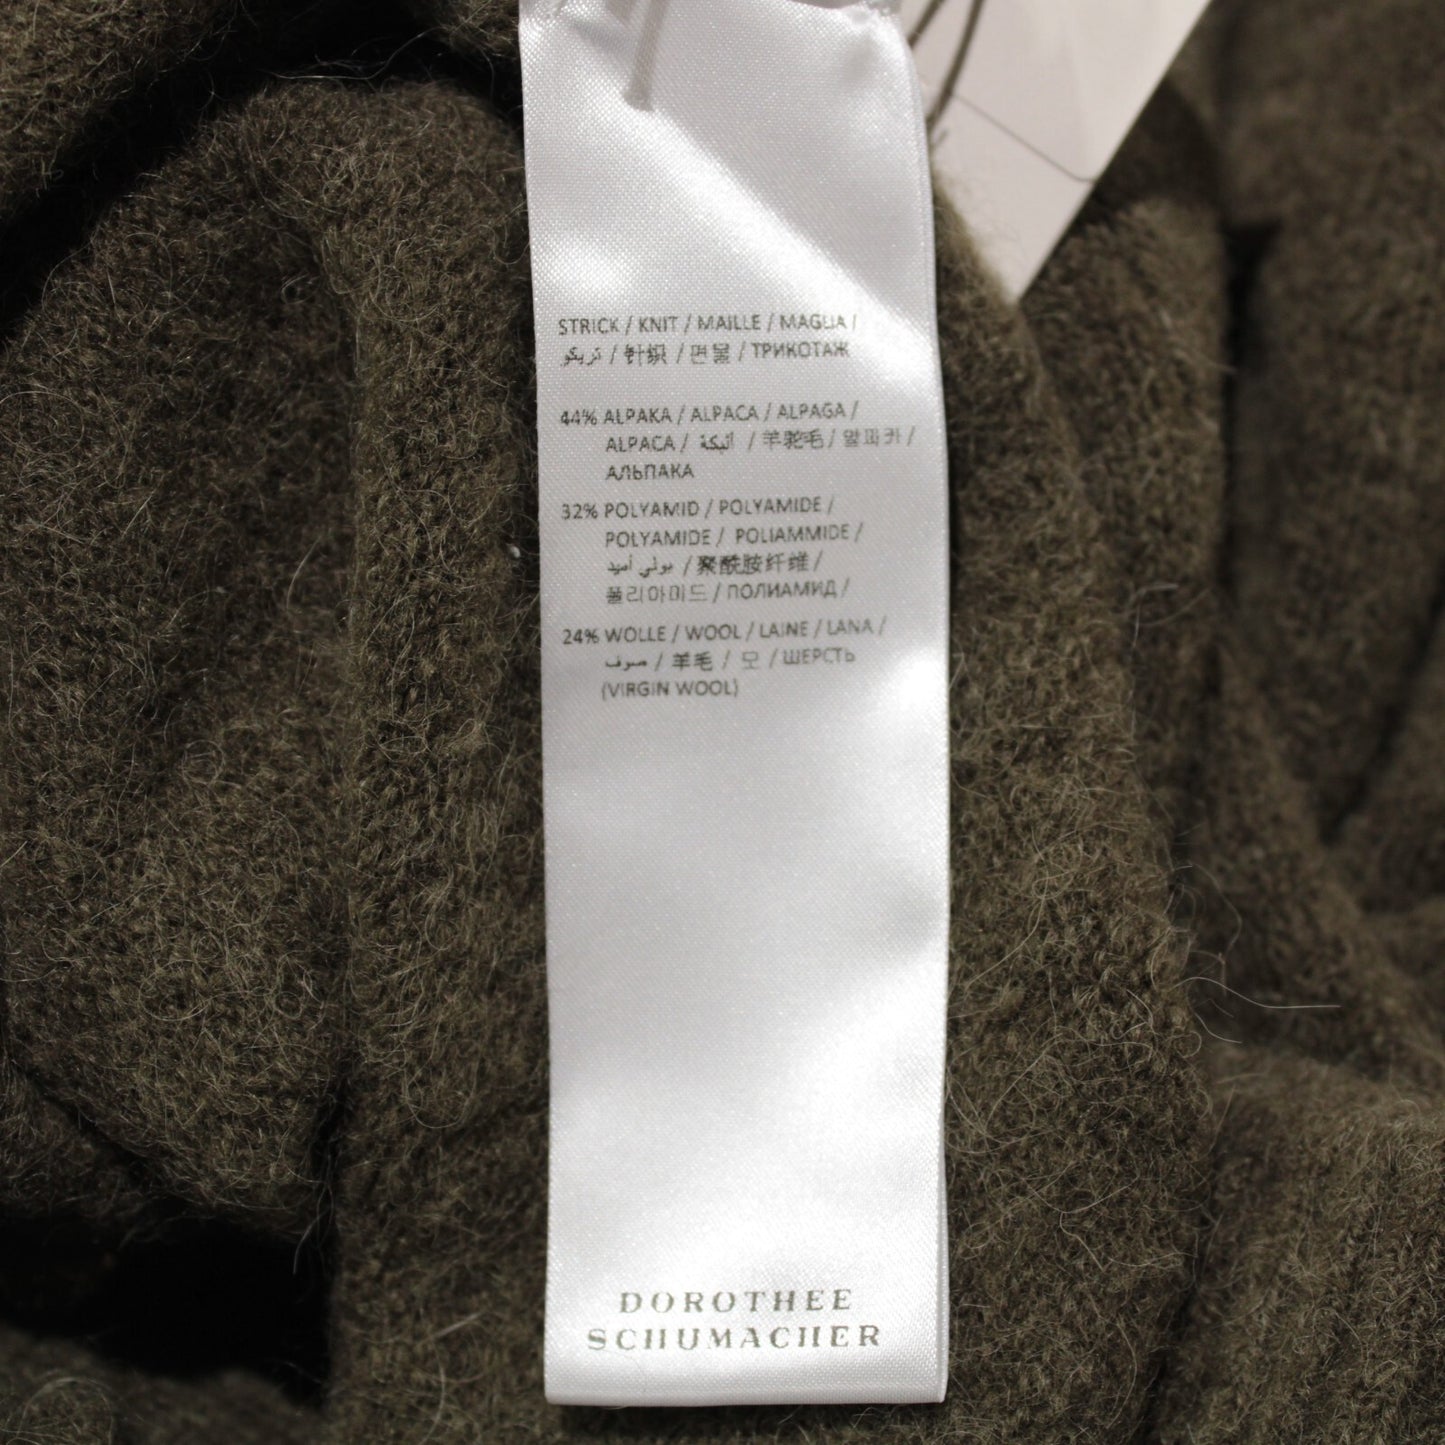 STRICK / KNIT / MAILLE / MAGLIA /
تريكو / 针织 / 면물 / ТРИКОТАЖ
44% ALPAKA / ALPACA / ALPAGA /
ALPACA / / 羊驼毛 / 알파카 /
АЛЬПАКА
32% POLYAMID / POLYAMIDE /
POLYAMIDE / POLIAMMIDE /
بولي أميد / 聚酰胺纤维 /
폴리아미드 / ПОЛИАМИД /
24% WOLLE / WOOL / LAINE / LANA /
صوف / 羊毛 / 모 / ШЕРСТЬ
(VIRGIN WOOL)
DOROTHEE
SCHUMACHER